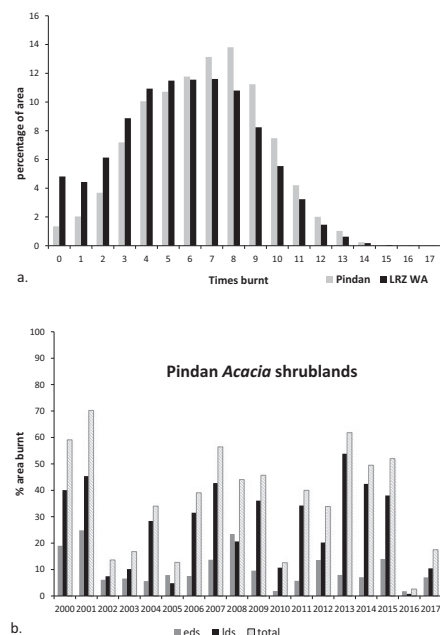 percentage of area
16
14
12
10
8
6
4
2
0
0 1 2 3 4 5 6 7 8 9 10 11 12 13 14 15 16 17
Times burnt
Pindan LRZ WA
a.
Pindan Acacia shrublands
% area burnt
100
90
80
70
60
50
40
30
20
10
0
2000 2001 2002 2003 2004 2005 2006 2007 2008 2009 2010 2011 2012 2013 2014 2015 2016 2017
eds lds total
b.